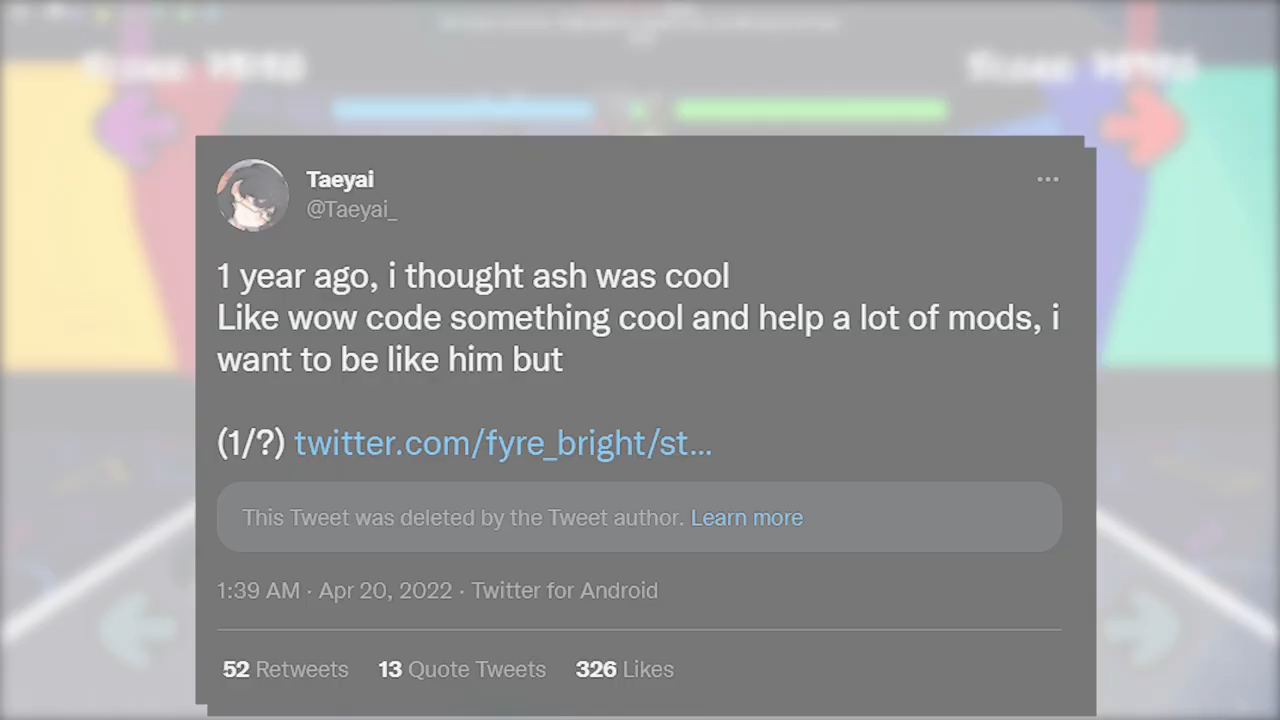 Taeyai
@Taeyai_
1 year ago, i thought ash was cool
Like wow code something cool and help a lot of mods, i
want to be like him but
(1/?) twitter.com/fyre_bright/st...
This Tweet was deleted by the Tweet author. Learn more
1:39 AM · Apr 20, 2022 · Twitter for Android
52 Retweets 13 Quote Tweets 326 Likes